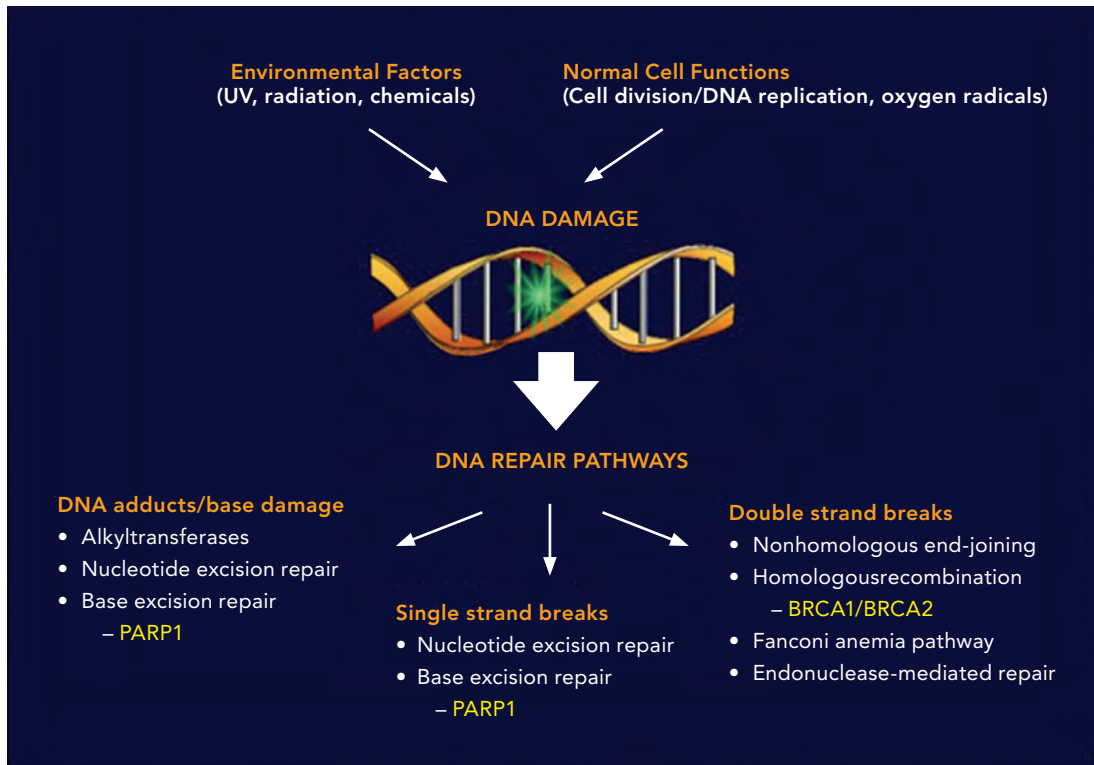 Environmental Factors
(UV, radiation, chemicals)
Normal Cell Functions
(Cell division/DNA replication, oxygen radicals)
DNA DAMAGE
DNA REPAIR PATHWAYS
DNA adducts/base damage
• Alkyltransferases
• Nucleotide excision repair
• Base excision repair
– PARP1
Single strand breaks
• Nucleotide excision repair
• Base excision repair
– PARP1
Double strand breaks
• Nonhomologous end-joining
• Homologousrecombination
– BRCA1/BRCA2
• Fanconi anemia pathway
• Endonuclease-mediated repair